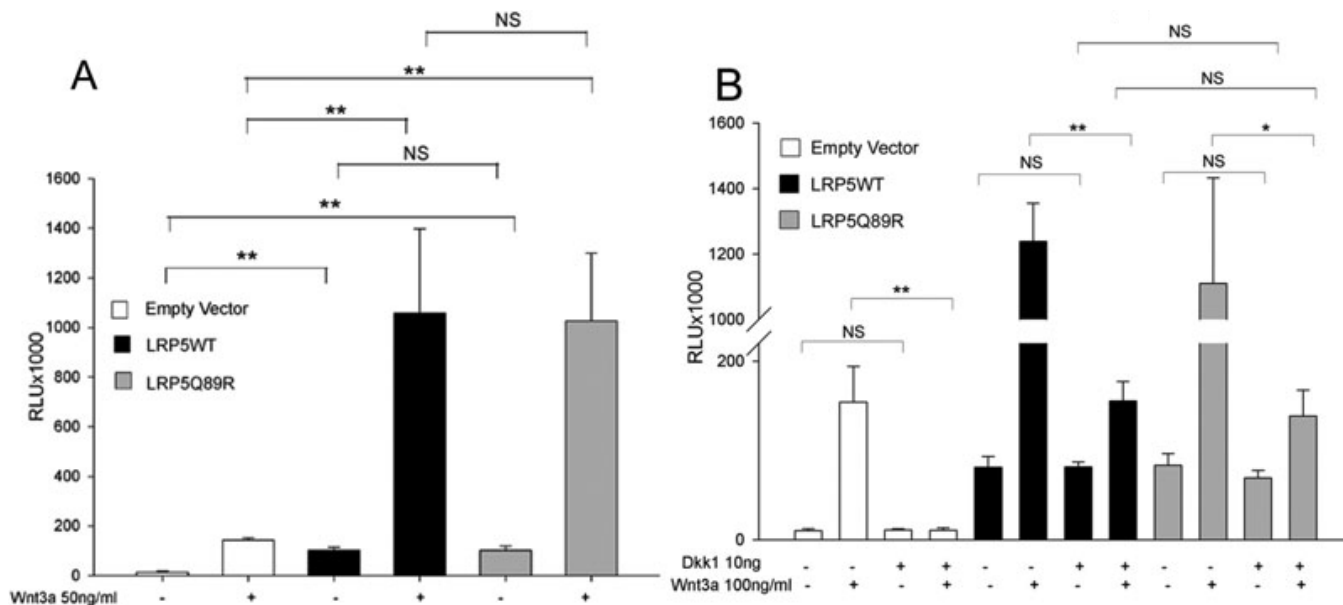 A
NS
**
**
NS
**
**
1600
1400
1200
1000
800
600
400
200
0
RLUx1000
Empty Vector
LRP5WT
LRP5Q89R
Wnt3a 50ng/ml - + - + - +
B
NS
NS
** *
NS NS
**
NS
1600
1400
1200
1000
200
0
RLUx1000
Empty Vector
LRP5WT
LRP5Q89R
Dkk1 10ng - - + + - - + + - - + +
Wnt3a 100ng/ml - + - + - + - + - + - +